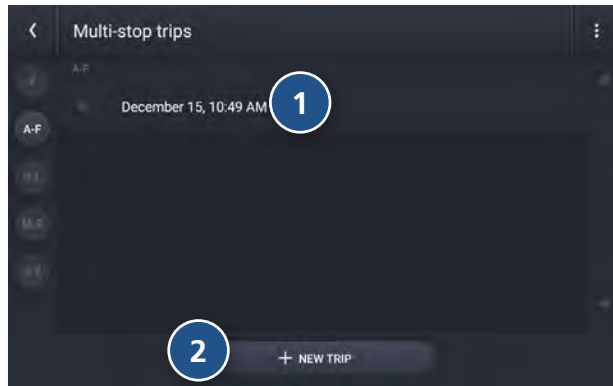 Multi-stop trips
A-F
December 15, 10:49 AM
1
A-F
2
+ NEW TRIP